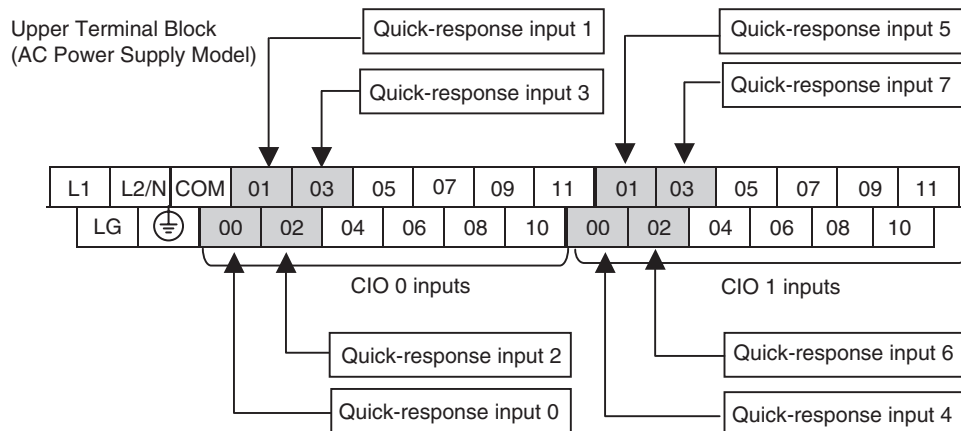 Upper Terminal Block
(AC Power Supply Model)
Quick-response input 1
Quick-response input 5
Quick-response input 3
Quick-response input 7
L1 L2/N COM 01 03 05 07 09 11 01 03 05 07 09 11
LG 00 02 04 06 08 10 00 02 04 06 08 10
CIO 0 inputs
CIO 1 inputs
Quick-response input 2
Quick-response input 6
Quick-response input 0
Quick-response input 4